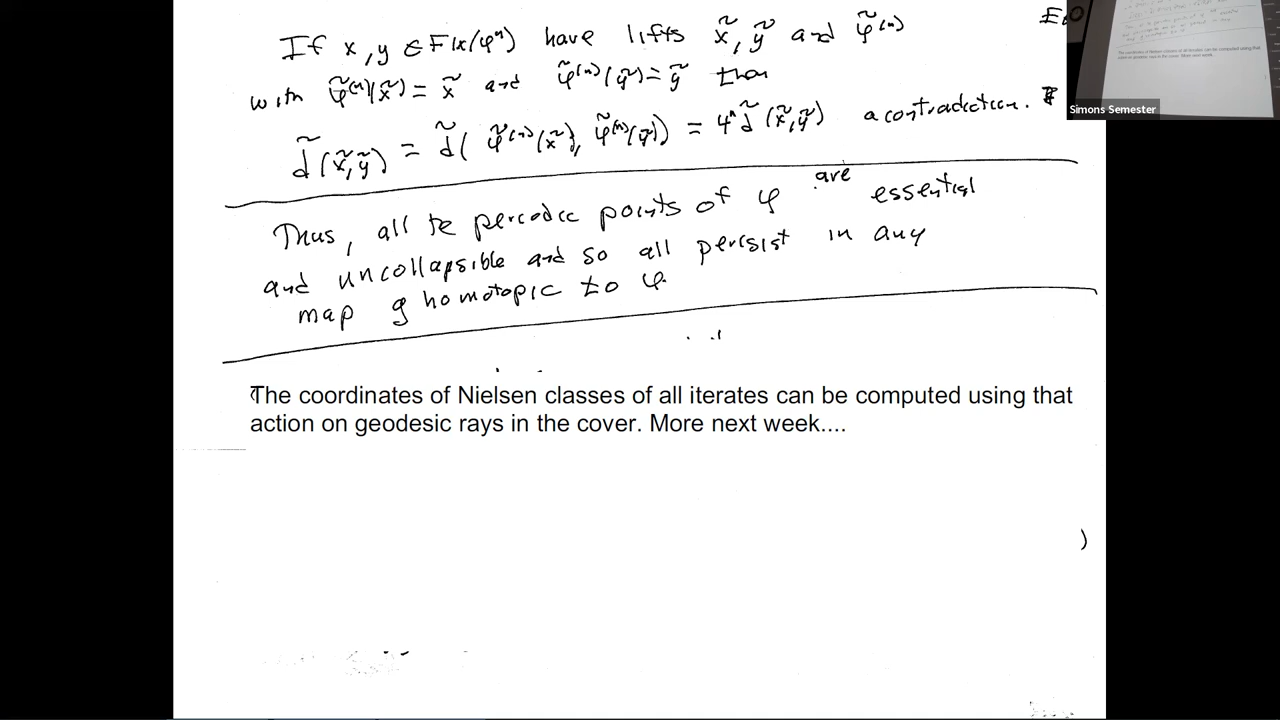 If x, y ∈ Fix(φⁿ) have lifts x̃, ỹ and φ̃⁽ⁿ⁾
with φ̃⁽ⁿ⁾(x̃) = x̃ and φ̃⁽ⁿ⁾(ỹ) = ỹ then
d̃(x̃,ỹ) = d̃( φ̃⁽ⁿ⁾(x̃), φ̃⁽ⁿ⁾(ỹ)) = 4ⁿ d̃(x̃,ỹ) a contradiction.
Thus, all te periodic points of φ are essential
and uncollapsible and so all persist in any
map g homotopic to φ.
The coordinates of Nielsen classes of all iterates can be computed using that
action on geodesic rays in the cover. More next week....
Simons Semester